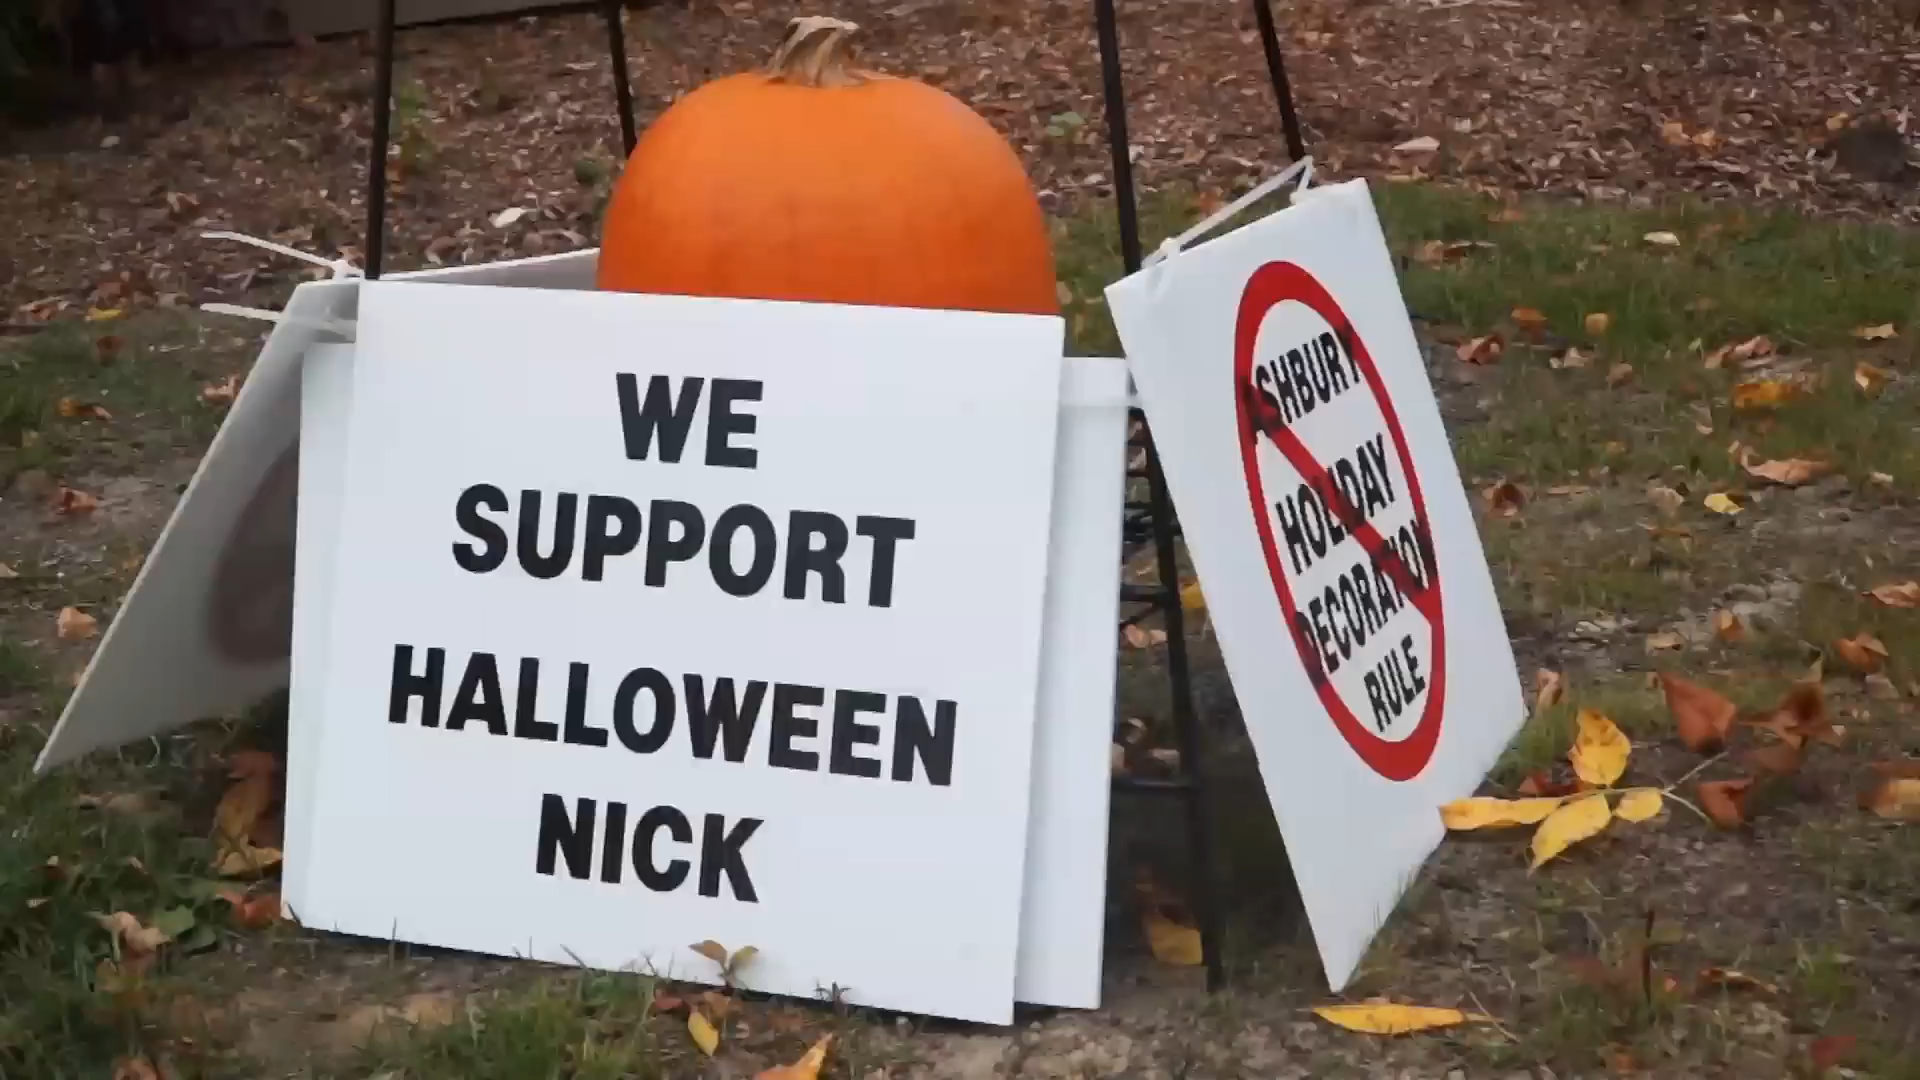 WE
SUPPORT
HALLOWEEN
NICK
ASHBURY
HOLIDAY
DECORATION
RULE